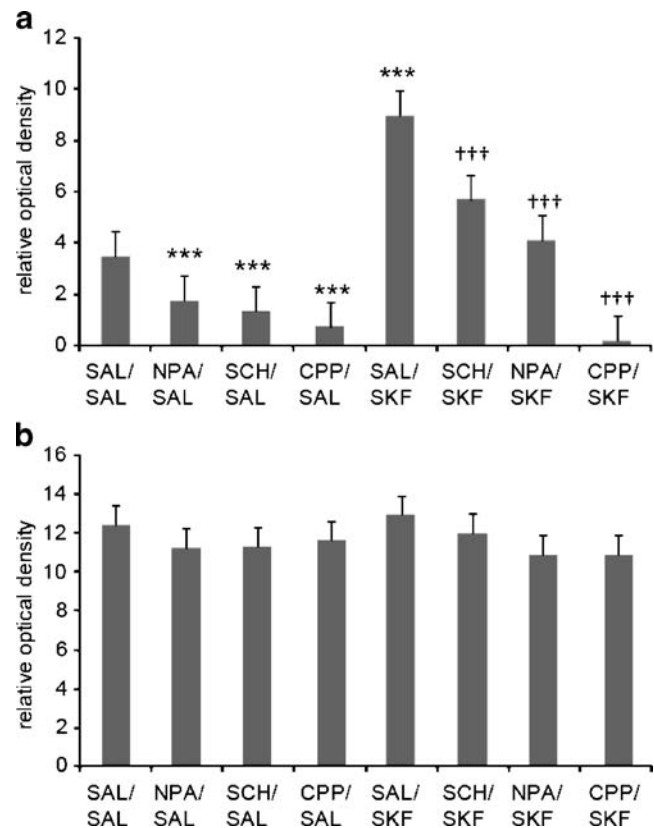 a
relative optical density
12
10
8
6
4
2
0
*** *** *** *** ††† ††† †††
SAL/ NPA/ SCH/ CPP/ SAL/ SCH/ NPA/ CPP/
SAL SAL SAL SAL SKF SKF SKF SKF
b
relative optical density
16
14
12
10
8
6
4
2
0
SAL/ NPA/ SCH/ CPP/ SAL/ SCH/ NPA/ CPP/
SAL SAL SAL SAL SKF SKF SKF SKF